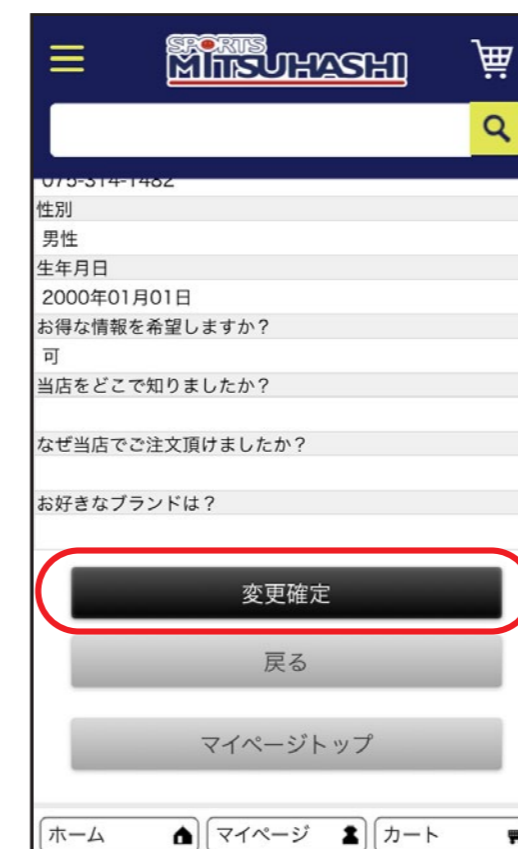 SPORTS
MITSUHASHI
075-314-1482
性別
男性
生年月日
2000年01月01日
お得な情報を希望しますか？
可
当店をどこで知りましたか？
なぜ当店でご注文頂けましたか？
お好きなブランドは？
変更確定
戻る
マイページトップ
ホーム マイページ カート